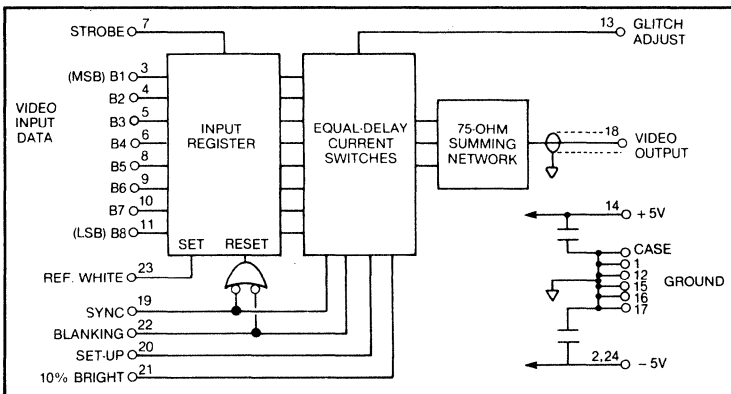 STROBE 7
(MSB) B1 3
B2 4
B3 5
B4 6
B5 8
B6 9
B7 10
(LSB) B8 11
VIDEO
INPUT
DATA
INPUT
REGISTER
SET RESET
EQUAL-DELAY
CURRENT
SWITCHES
75-OHM
SUMMING
NETWORK
13 GLITCH
ADJUST
18 VIDEO
OUTPUT
14 +5V
CASE
1
12
15
16
17
GROUND
2,24 -5V
REF. WHITE 23
SYNC 19
BLANKING 22
SET-UP 20
10% BRIGHT 21